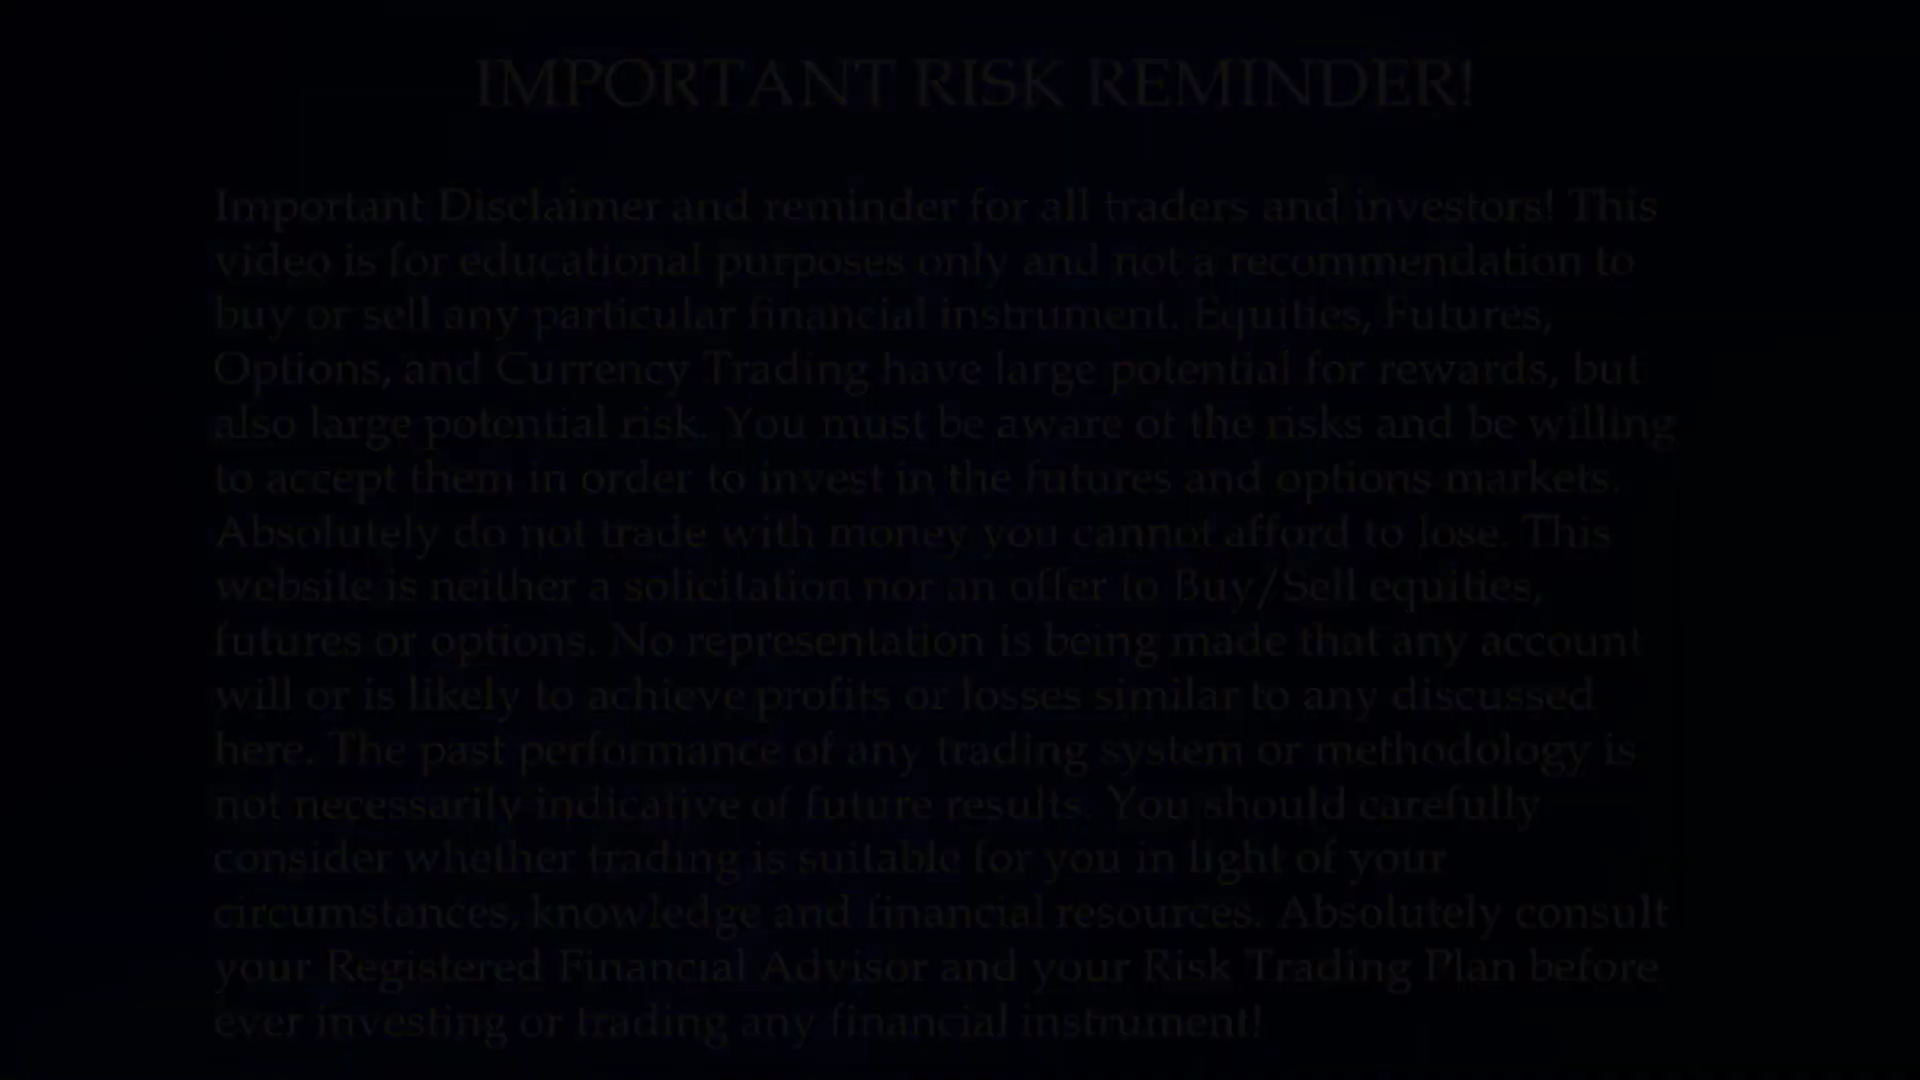 IMPORTANT RISK REMINDER!
Important Disclaimer and reminder for all traders and investors! This
video is for educational purposes only and not a recommendation to
buy or sell any particular financial instrument. Equities, Futures,
Options, and Currency Trading have large potential for rewards, but
also large potential risk. You must be aware of the risks and be willing
to accept them in order to invest in the futures and options markets.
Absolutely do not trade with money you cannot afford to lose. This
website is neither a solicitation nor an offer to Buy/Sell equities,
futures or options. No representation is being made that any account
will or is likely to achieve profits or losses similar to any discussed
here. The past performance of any trading system or methodology is
not necessarily indicative of future results. You should carefully
consider whether trading is suitable for you in light of your
circumstances, knowledge and financial resources. Absolutely consult
your Registered Financial Advisor and your Risk Trading Plan before
ever investing or trading any financial instrument!